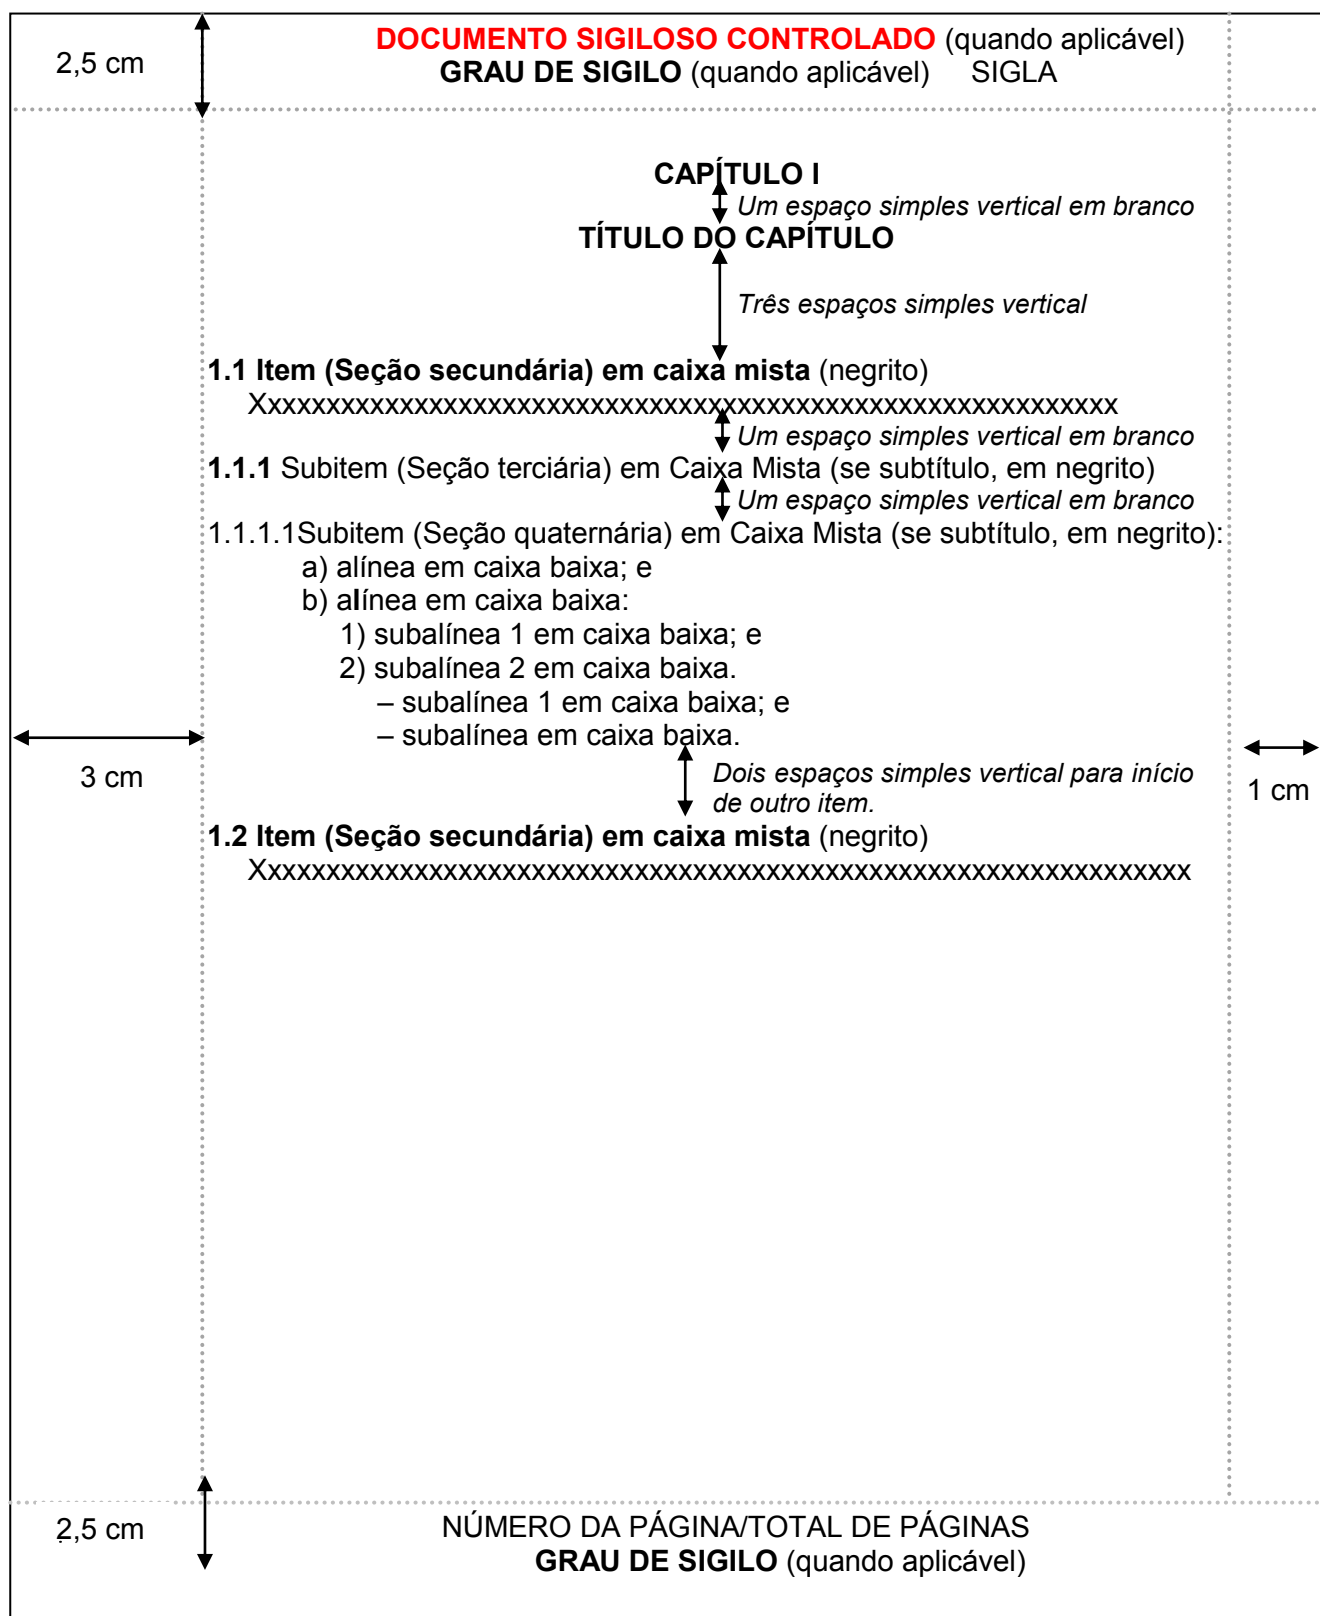 DOCUMENTO SIGILOSO CONTROLADO (quando aplicável)
2,5 cm
GRAU DE SIGILO (quando aplicável) SIGLA
CAPÍTULO I
Um espaço simples vertical em branco
TÍTULO DO CAPÍTULO
Três espaços simples vertical
1.1 Item (Seção secundária) em caixa mista (negrito)
Xxxxxxxxxxxxxxxxxxxxxxxxxxxxxxxxxxxxxxxxxxxxxxxxxxxxxxxxxxx
Um espaço simples vertical em branco
1.1.1 Subitem (Seção terciária) em Caixa Mista (se subtítulo, em negrito)
Um espaço simples vertical em branco
1.1.1.1Subitem (Seção quaternária) em Caixa Mista (se subtítulo, em negrito):
a) alínea em caixa baixa; e
b) alínea em caixa baixa:
1) subalínea 1 em caixa baixa; e
2) subalínea 2 em caixa baixa.
– subalínea 1 em caixa baixa; e
– subalínea em caixa baixa.
3 cm
Dois espaços simples vertical para início
de outro item.
1 cm
1.2 Item (Seção secundária) em caixa mista (negrito)
Xxxxxxxxxxxxxxxxxxxxxxxxxxxxxxxxxxxxxxxxxxxxxxxxxxxxxxxxxxxxxxxx
2,5 cm
NÚMERO DA PÁGINA/TOTAL DE PÁGINAS
GRAU DE SIGILO (quando aplicável)